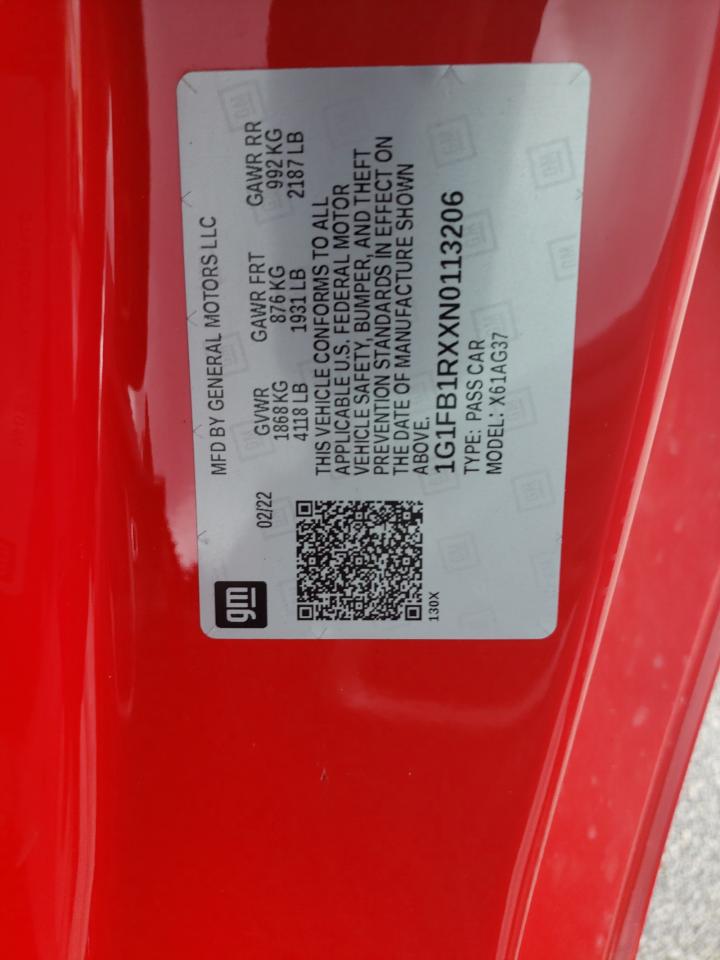 gm
MFD BY GENERAL MOTORS LLC
02/22
GVWR GAWR FRT GAWR RR
1868 KG 876 KG 992 KG
4118 LB 1931 LB 2187 LB
THIS VEHICLE CONFORMS TO ALL
APPLICABLE U.S. FEDERAL MOTOR
VEHICLE SAFETY, BUMPER, AND THEFT
PREVENTION STANDARDS IN EFFECT ON
THE DATE OF MANUFACTURE SHOWN
ABOVE.
1G1FB1RXXN0113206
TYPE: PASS CAR
MODEL: X61AG37
130X